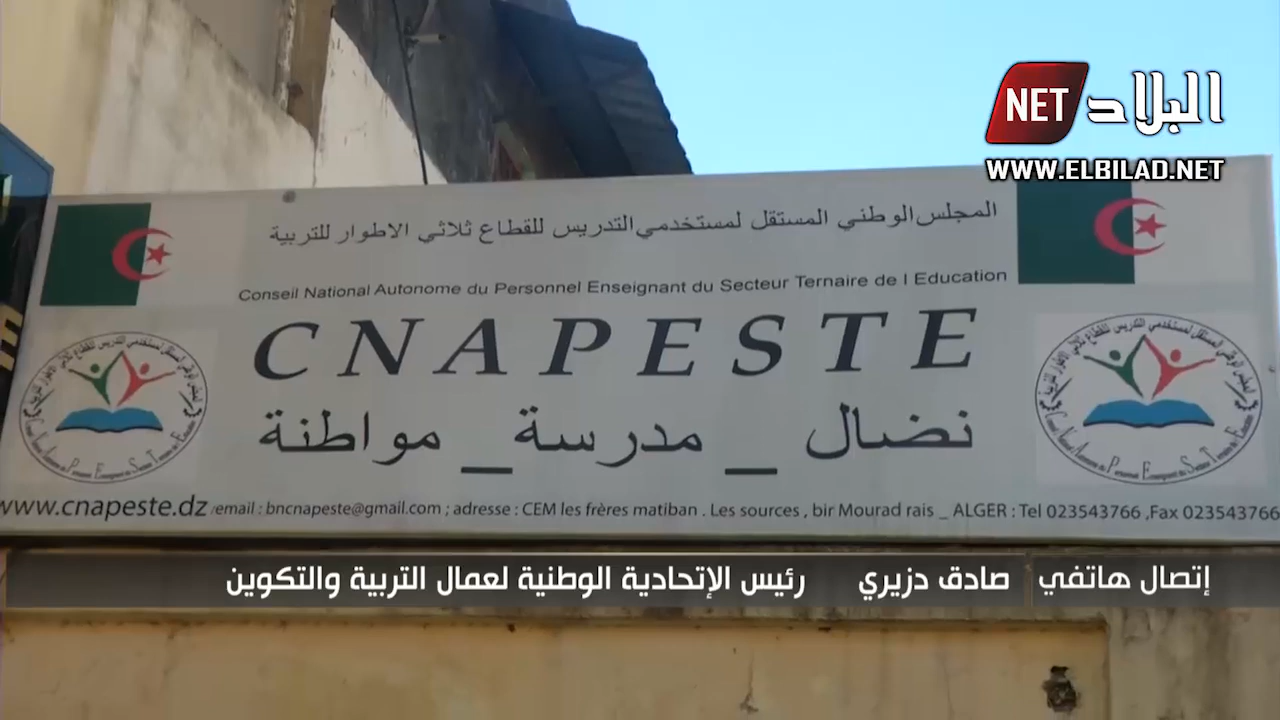 NET البلاد
WWW.ELBILAD.NET
المجلس الوطني المستقل لمستخدمي التدريس للقطاع ثلاثي الاطوار للتربية
Conseil National Autonome du Personnel Enseignant du Secteur Ternaire de l Education
CNAPESTE
نضال _ مدرسة _ مواطنة
www.cnapeste.dz /email : bncnapeste@gmail.com ; adresse : CEM les frères matiban . Les sources , bir Mourad rais _ ALGER : Tel 023543766 ,Fax 023543766
إتصال هاتفي صادق دزيري رئيس الإتحادية الوطنية لعمال التربية والتكوين